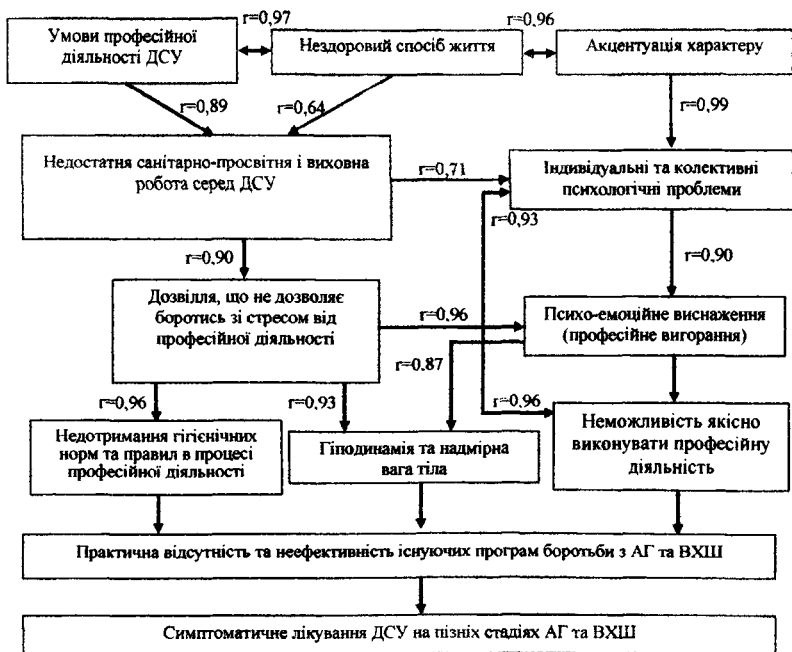 r=0,97
r=0,96
Умови професійної
діяльності ДСУ
Нездоровий спосіб життя
Акцентуація характеру
r=0,89
r=0,64
r=0,99
Недостатня санітарно-просвітня і виховна
робота серед ДСУ
r=0,71
Індивідуальні та колективні
психологічні проблеми
r=0,93
r=0,90
r=0,90
Дозвілля, що не дозволяє
боротись зі стресом від
професійної діяльності
r=0,96
Психо-емоційне виснаження
(професійне вигорання)
r=0,87
r=0,96
r=0,93
r=0,96
Недотримання гігієнічних
норм та правил в процесі
професійної діяльності
Гіподинамія та надмірна
вага тіла
Неможливість якісно
виконувати професійну
діяльність
Практична відсутність та неефективність існуючих програм боротьби з АГ та ВХШ
Симптоматичне лікування ДСУ на пізніх стадіях АГ та ВХШ